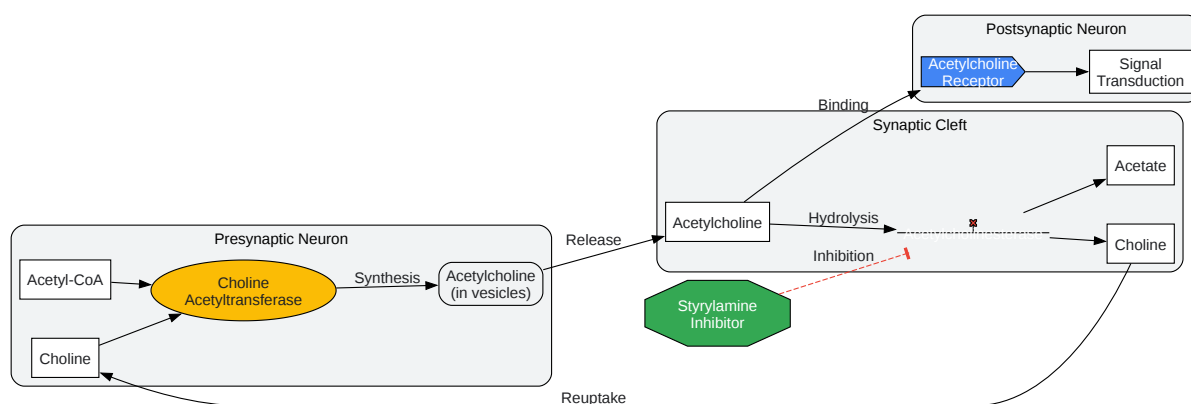 Postsynaptic Neuron
Acetylcholine
Receptor
Signal
Transduction
Binding
Synaptic Cleft
Acetate
Acetylcholine
Hydrolysis
Choline
Inhibition
Styrylamine
Inhibitor
Release
Presynaptic Neuron
Acetyl-CoA
Choline
Acetyltransferase
Synthesis
Acetylcholine
(in vesicles)
Choline
Reuptake